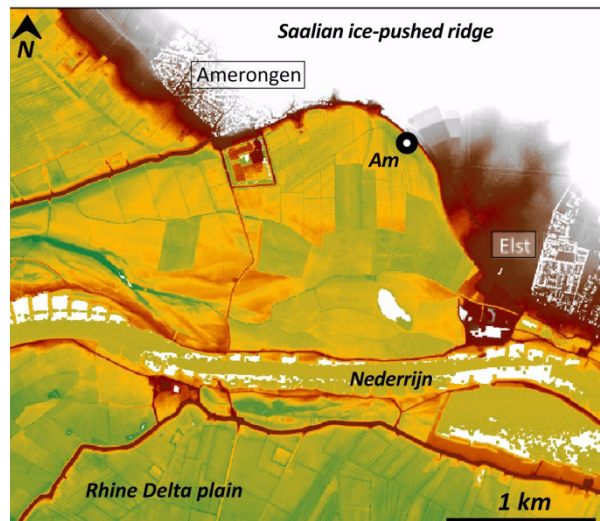 Saalian ice-pushed ridge
N
Amerongen
Am
Elst
Nederrijn
Rhine Delta plain
1 km